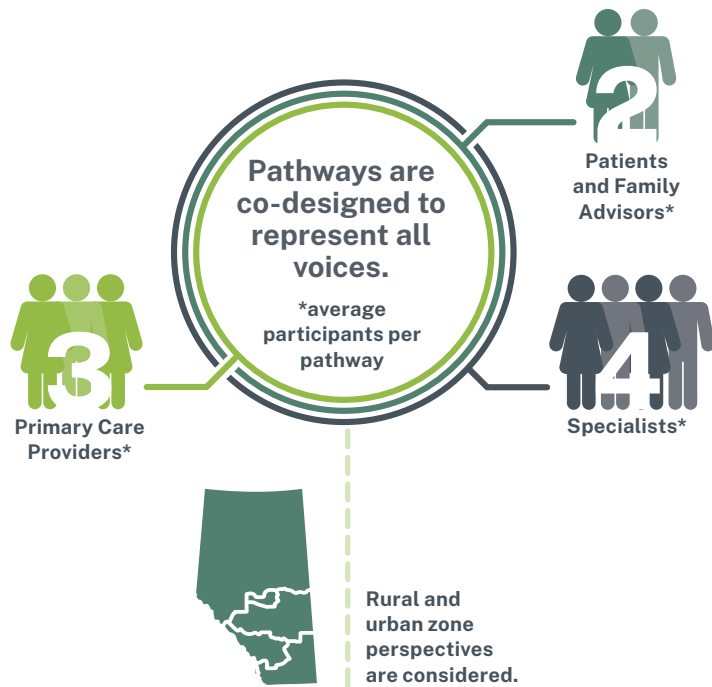 2
Patients
and Family
Advisors*
Pathways are
co-designed to
represent all
voices.
*average
participants per
pathway
3
Primary Care
Providers*
4
Specialists*
Rural and
urban zone
perspectives
are considered.